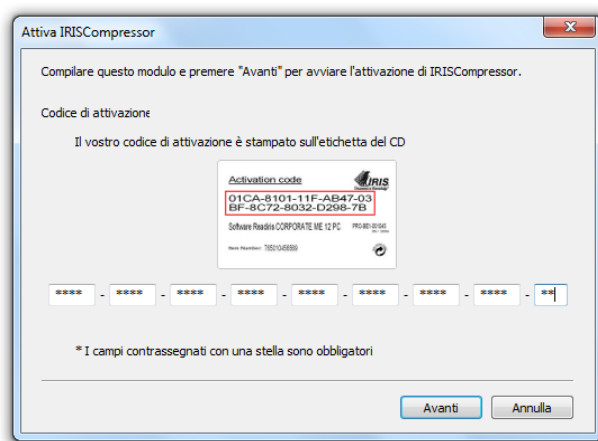 Attiva IRISCompressor
Compilare questo modulo e premere "Avanti" per avviare l'attivazione di IRISCompressor.
Codice di attivazione
Il vostro codice di attivazione è stampato sull'etichetta del CD
Activation code
IRIS
01CA-8101-11F-AB47-03
BF-8C72-8032-D298-7B
Software Readiris CORPORATE ME 12 PC
Item Number:
**** - **** - **** - **** - **** - **** - **** - **** - **
* I campi contrassegnati con una stella sono obbligatori
Avanti
Annulla